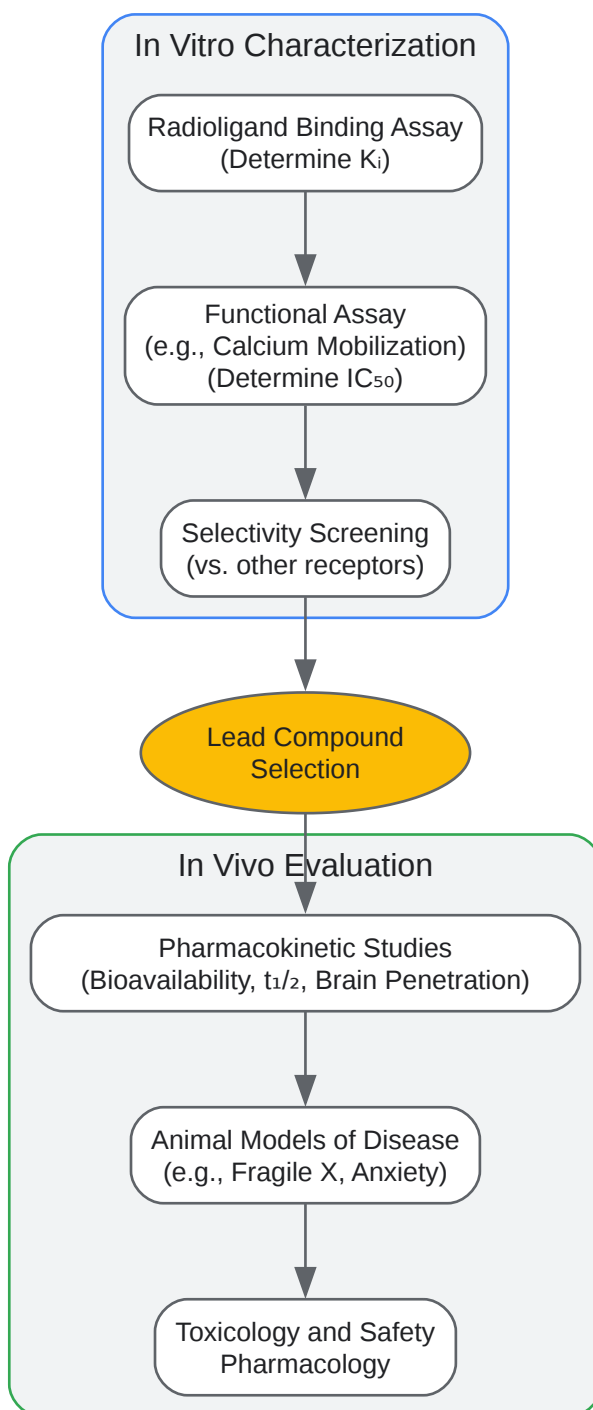 In Vitro Characterization
Radioligand Binding Assay
(Determine Kᵢ)
Functional Assay
(e.g., Calcium Mobilization)
(Determine IC₅₀)
Selectivity Screening
(vs. other receptors)
Lead Compound
Selection
In Vivo Evaluation
Pharmacokinetic Studies
(Bioavailability, t₁/₂, Brain Penetration)
Animal Models of Disease
(e.g., Fragile X, Anxiety)
Toxicology and Safety
Pharmacology